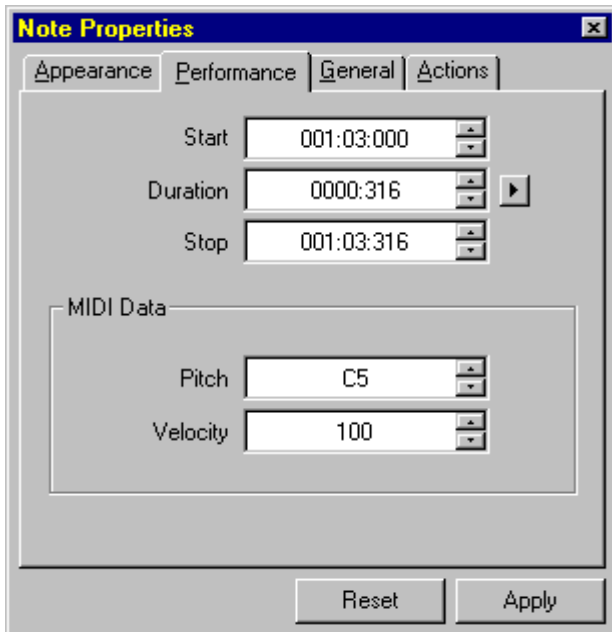 Note Properties
Appearance Performance General Actions
Start 001:03:000
Duration 0000:316
Stop 001:03:316
MIDI Data
Pitch C5
Velocity 100
Reset Apply